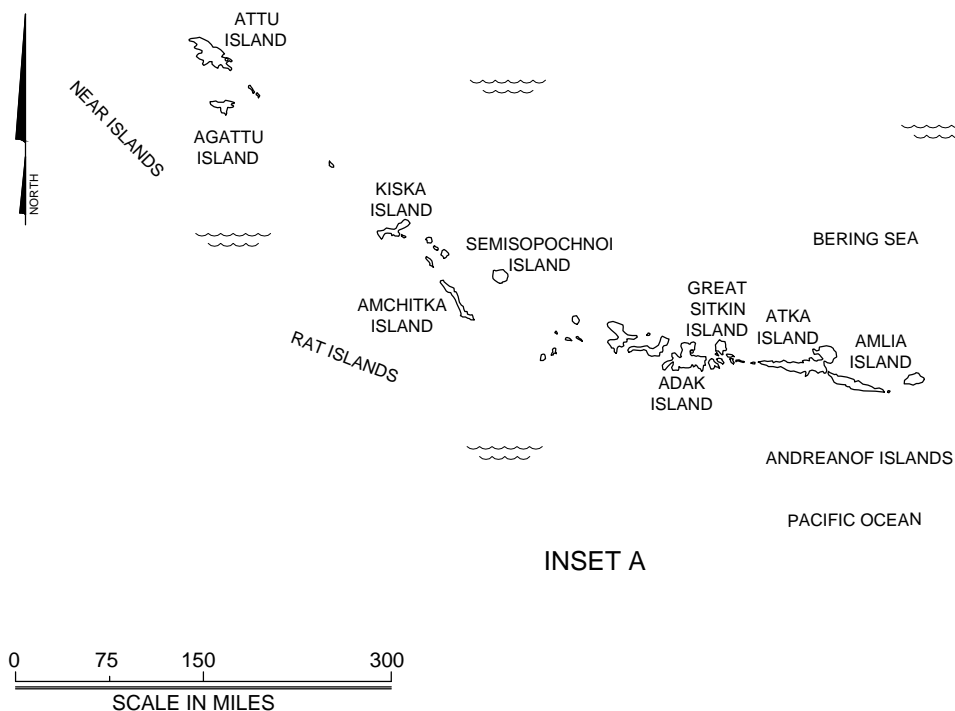 ATTU
ISLAND
NEAR ISLANDS
AGATTU
ISLAND
NORTH
KISKA
ISLAND
SEMISOPOCHNOI
ISLAND
BERING SEA
AMCHITKA
ISLAND
RAT ISLANDS
GREAT
SITKIN
ISLAND
ATKA
ISLAND
AMLIA
ISLAND
ADAK
ISLAND
ANDREANOF ISLANDS
PACIFIC OCEAN
INSET A
0 75 150 300
SCALE IN MILES